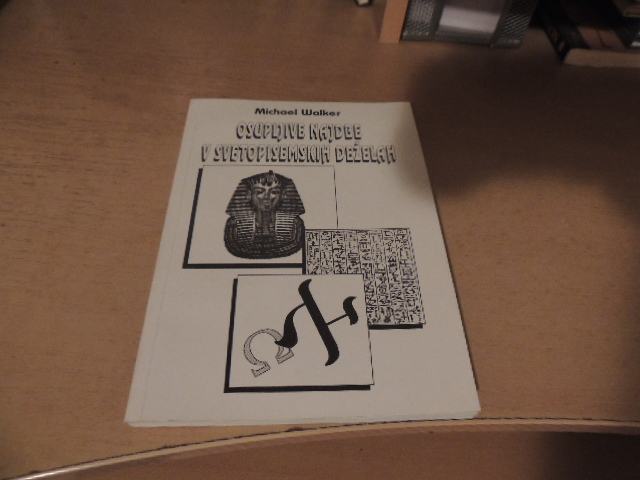 Michael Walker
OSUPLJIVE NAJDBE
V SVETOPISEMSKIH DEŽELAH